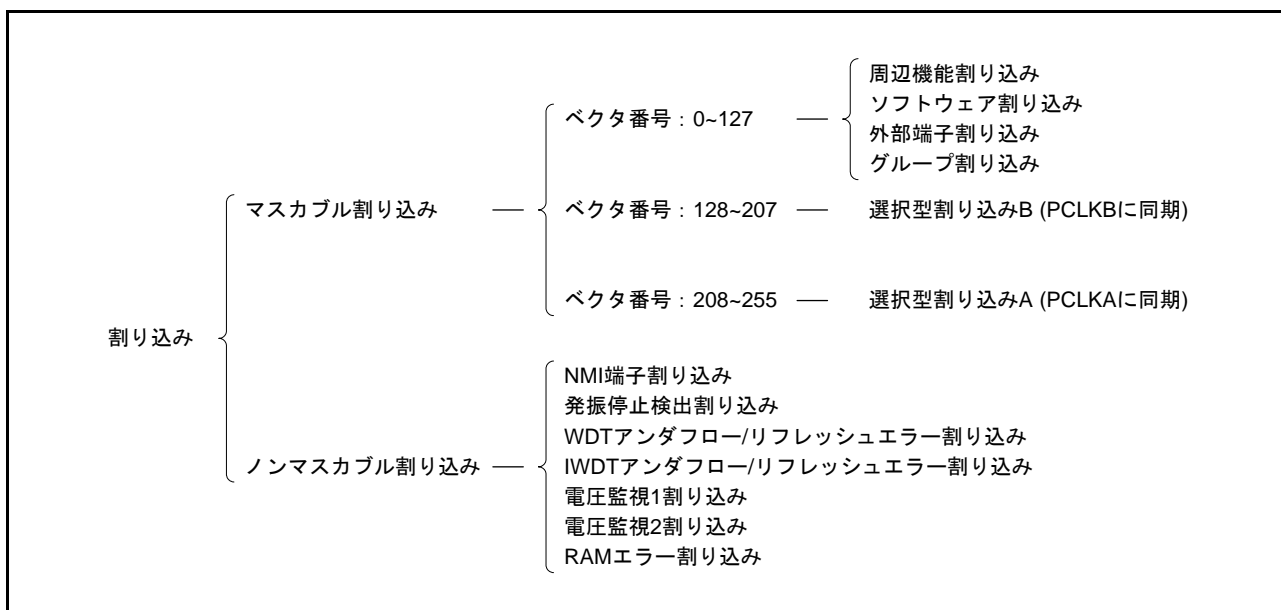 割り込み
マスカブル割り込み
ベクタ番号：0~127
周辺機能割り込み
ソフトウェア割り込み
外部端子割り込み
グループ割り込み
ベクタ番号：128~207
選択型割り込みB (PCLKBに同期)
ベクタ番号：208~255
選択型割り込みA (PCLKAに同期)
ノンマスカブル割り込み
NMI端子割り込み
発振停止検出割り込み
WDTアンダフロー/リフレッシュエラー割り込み
IWDTアンダフロー/リフレッシュエラー割り込み
電圧監視1割り込み
電圧監視2割り込み
RAMエラー割り込み